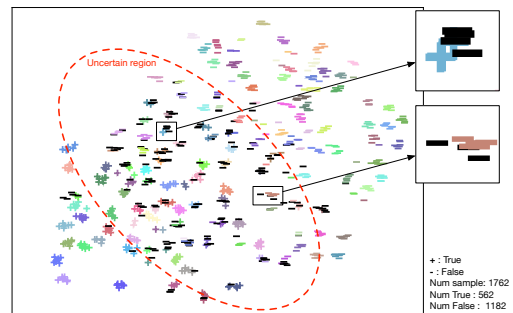 Uncertain region
+ : True
- : False
Num sample: 1762
Num True : 562
Num False : 1182